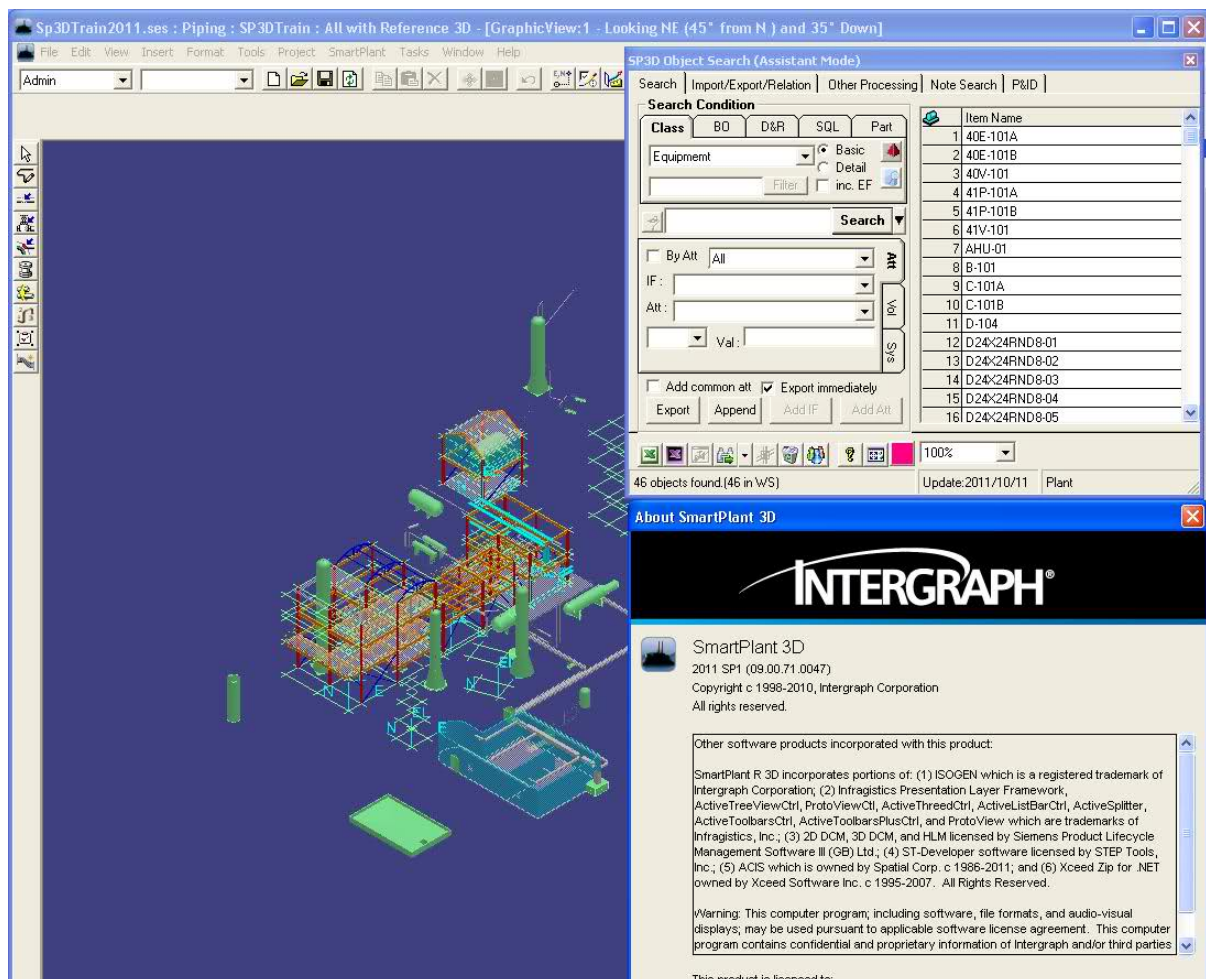 Sp3DTrain2011.ses : Piping : SP3DTrain : All with Reference 3D - [GraphicView:1 - Looking NE (45° from N ) and 35° Down]
File Edit View Insert Format Tools Project SmartPlant Tasks Window Help
Admin
SP3D Object Search (Assistant Mode)
Search Import/Export/Relation Other Processing Note Search P&ID
Search Condition
Class BO D&R SQL Part
Equipmemt
Basic
Detail
Filter inc. EF
Search
By Att All
IF :
Att :
Val :
Att
Vol
Sys
Add common att Export immediately
Export Append Add IF Add Att
Item Name
1 40E-101A
2 40E-101B
3 40V-101
4 41P-101A
5 41P-101B
6 41V-101
7 AHU-01
8 B-101
9 C-101A
10 C-101B
11 D-104
12 D24X24RND8-01
13 D24X24RND8-02
14 D24X24RND8-03
15 D24X24RND8-04
16 D24X24RND8-05
100%
46 objects found.(46 in WS) Update:2011/10/11 Plant
About SmartPlant 3D
INTERGRAPH®
SmartPlant 3D
2011 SP1 (09.00.71.0047)
Copyright c 1998-2010, Intergraph Corporation
All rights reserved.
Other software products incorporated with this product:
SmartPlant R 3D incorporates portions of: (1) ISOGEN which is a registered trademark of
Intergraph Corporation; (2) Infragistics Presentation Layer Framework,
ActiveTreeViewCtrl, ProtoViewCtl, ActiveThreedCtrl, ActiveListBarCtrl, ActiveSplitter,
ActiveToolbarsCtrl, ActiveToolbarsPlusCtrl, and ProtoView which are trademarks of
Infragistics, Inc.; (3) 2D DCM, 3D DCM, and HLM licensed by Siemens Product Lifecycle
Management Software III (GB) Ltd.; (4) ST-Developer software licensed by STEP Tools,
Inc.; (5) ACIS which is owned by Spatial Corp. c 1986-2011; and (6) Xceed Zip for .NET
owned by Xceed Software Inc. c 1995-2007. All Rights Reserved.
Warning: This computer program; including software, file formats, and audio-visual
displays; may be used pursuant to applicable software license agreement. This computer
program contains confidential and proprietary information of Intergraph and/or third parties
This product is licensed to:
N E
N E
El